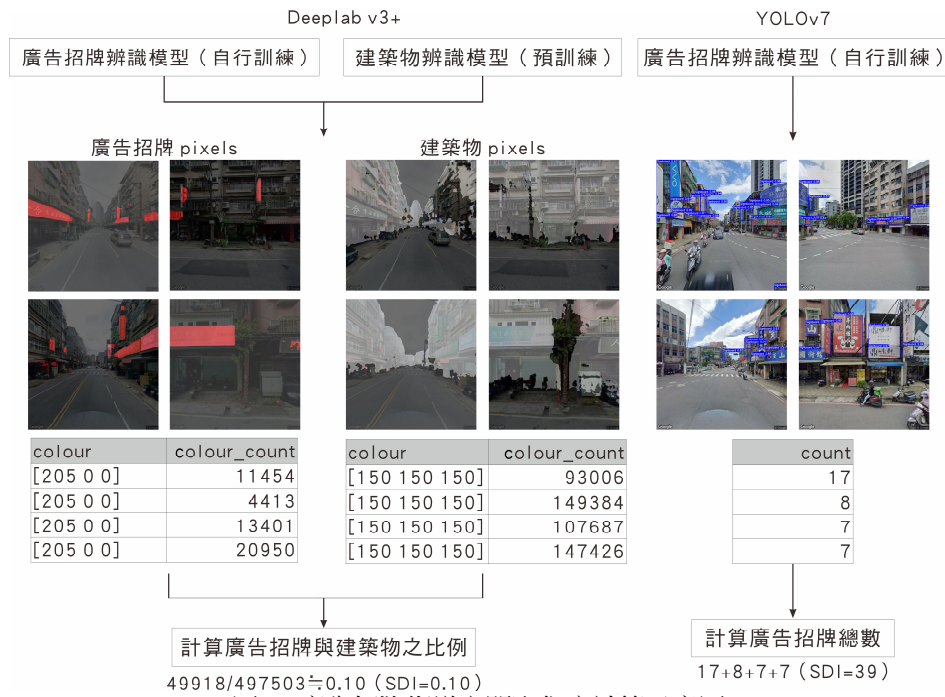 Deeplab v3+
YOLOv7
廣告招牌辨識模型（自行訓練）
建築物辨識模型（預訓練）
廣告招牌辨識模型（自行訓練）
廣告招牌 pixels
建築物 pixels
colour colour_count
[205 0 0] 11454
[205 0 0] 4413
[205 0 0] 13401
[205 0 0] 20950
colour colour_count
[150 150 150] 93006
[150 150 150] 149384
[150 150 150] 107687
[150 150 150] 147426
count
17
8
7
7
計算廣告招牌與建築物之比例
49918/497503≒0.10（SDI=0.10）
計算廣告招牌總數
17+8+7+7（SDI=39）